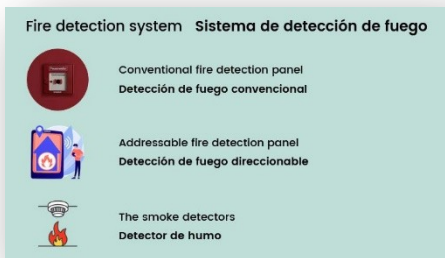 Fire detection system Sistema de detección de fuego
Conventional fire detection panel
Detección de fuego convencional
Addressable fire detection panel
Detección de fuego direccionable
The smoke detectors
Detector de humo